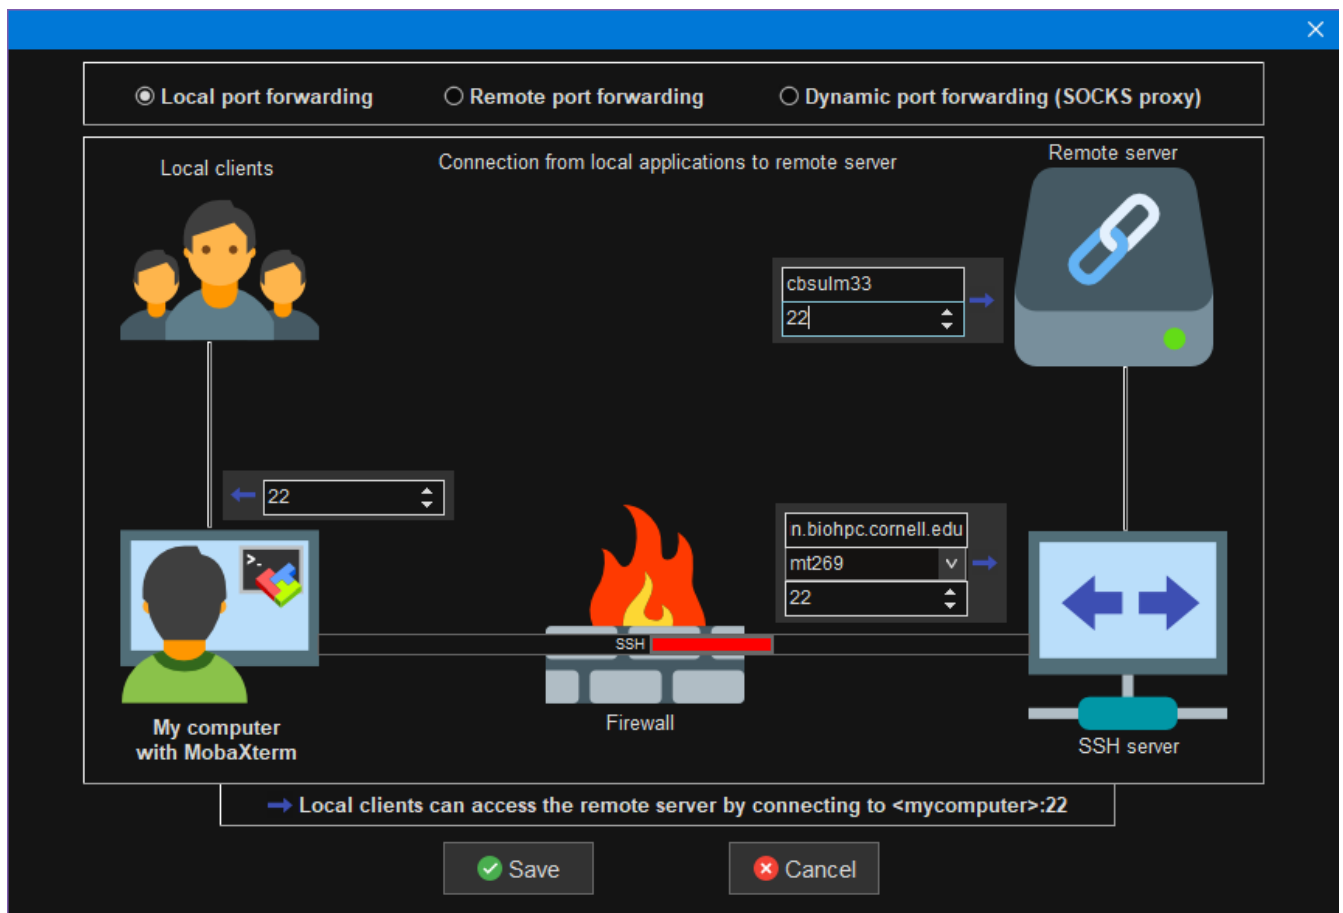 Local port forwarding
Remote port forwarding
Dynamic port forwarding (SOCKS proxy)
Local clients
Connection from local applications to remote server
Remote server
cbsulm33
22
22
n.biohpc.cornell.edu
mt269
22
>_
SSH
My computer
with MobaXterm
Firewall
SSH server
Local clients can access the remote server by connecting to <mycomputer>:22
Save
Cancel